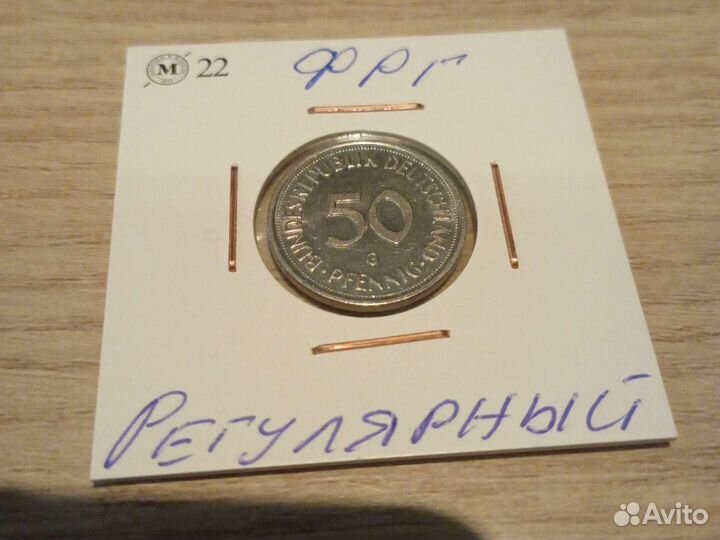 M 22
ФРГ
BUNDESREPUBLIK DEUTSCHLAND
50
G
PFENNIG
РЕГУЛЯРНЫЙ
Avito